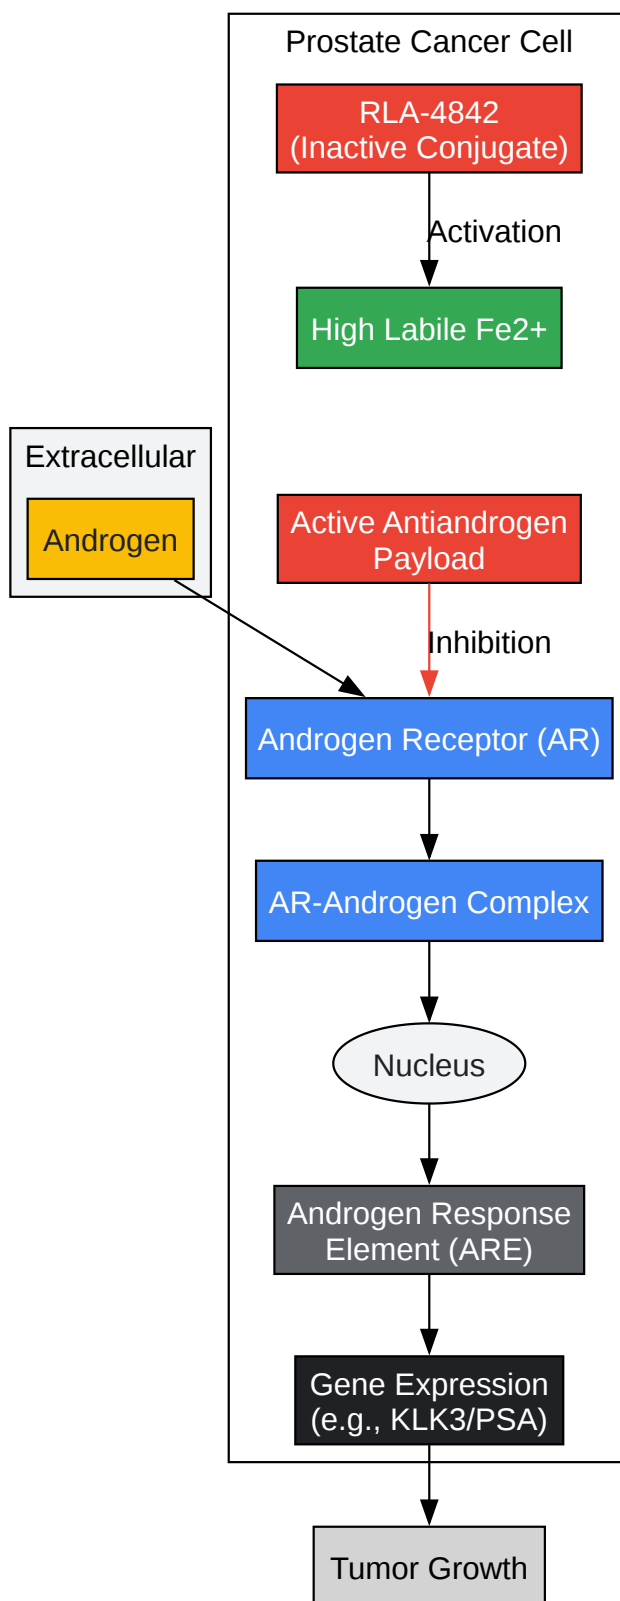 Prostate Cancer Cell
RLA-4842
(Inactive Conjugate)
Activation
High Labile Fe2+
Extracellular
Androgen
Active Antiandrogen
Payload
Inhibition
Androgen Receptor (AR)
AR-Androgen Complex
Nucleus
Androgen Response
Element (ARE)
Gene Expression
(e.g., KLK3/PSA)
Tumor Growth